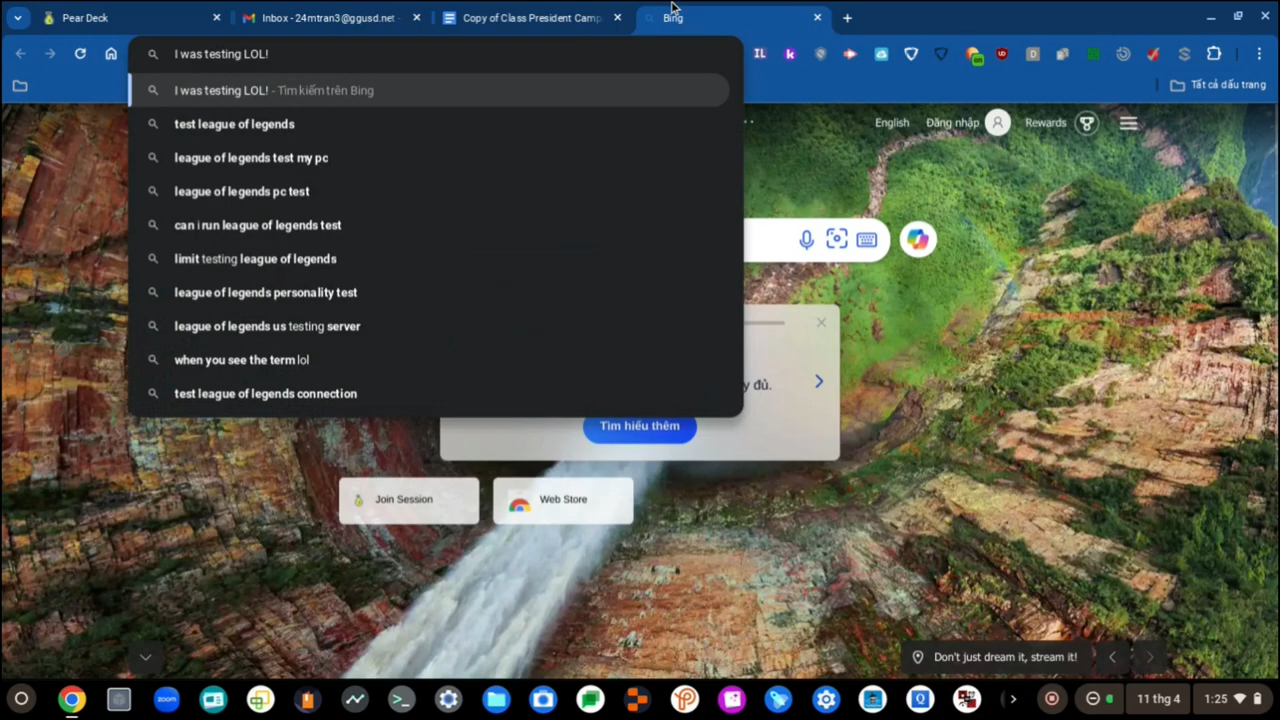 Pear Deck
Inbox - 24mtran3@ggusd.net -
Copy of Class President Camp
Bing
I was testing LOL!
I was testing LOL! - Tìm kiếm trên Bing
test league of legends
league of legends test my pc
league of legends pc test
can i run league of legends test
limit testing league of legends
league of legends personality test
league of legends us testing server
when you see the term lol
test league of legends connection
Tất cả dấu trang
English
Đăng nhập
Rewards
y đủ.
Tìm hiểu thêm
Join Session
Web Store
Don't just dream it, stream it!
zoom
11 thg 4
1:25